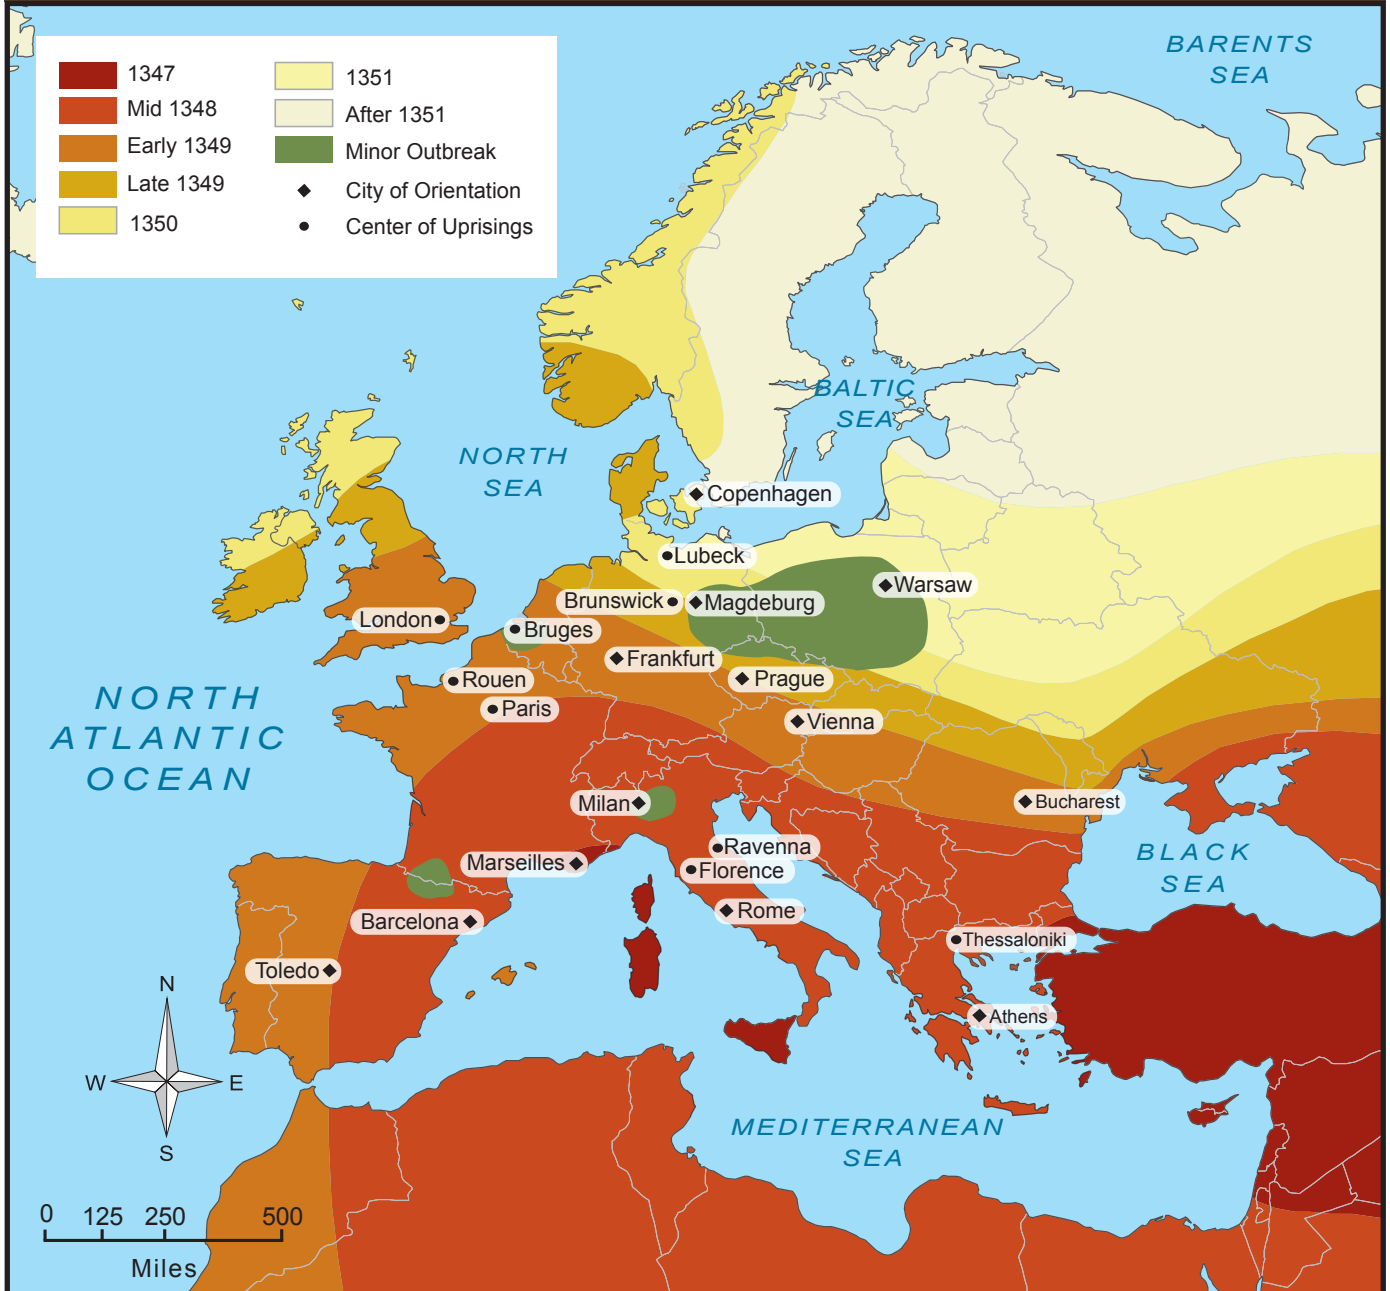 1347
Mid 1348
Early 1349
Late 1349
1350
1351
After 1351
Minor Outbreak
City of Orientation
Center of Uprisings
BARENTS
SEA
BALTIC
SEA
NORTH
SEA
Copenhagen
Lubeck
Warsaw
Brunswick
Magdeburg
London
Bruges
Frankfurt
Rouen
Prague
Paris
Vienna
NORTH
ATLANTIC
OCEAN
Milan
Bucharest
Ravenna
Marseilles
Florence
BLACK
SEA
Rome
Barcelona
Thessaloniki
Toledo
Athens
N
W
E
S
MEDITERRANEAN
SEA
0 125 250 500
Miles